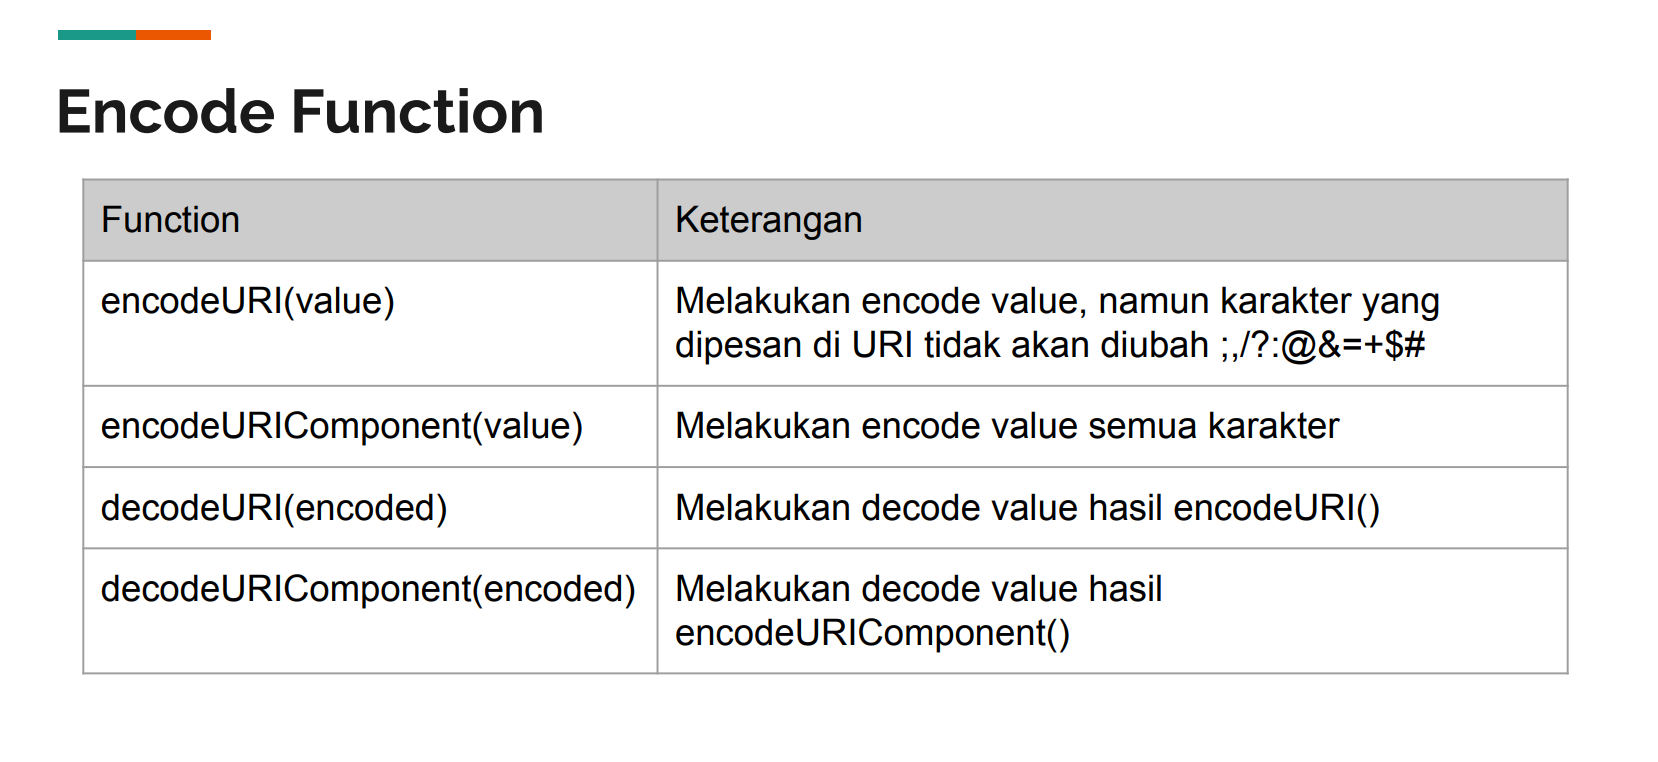 Encode Function
Function
Keterangan
encodeURI(value)
Melakukan encode value, namun karakter yang
dipesan di URI tidak akan diubah ;,/?:@&=+$#
encodeURIComponent(value)
Melakukan encode value semua karakter
decodeURI(encoded)
Melakukan decode value hasil encodeURI()
decodeURIComponent(encoded)
Melakukan decode value hasil
encodeURIComponent()